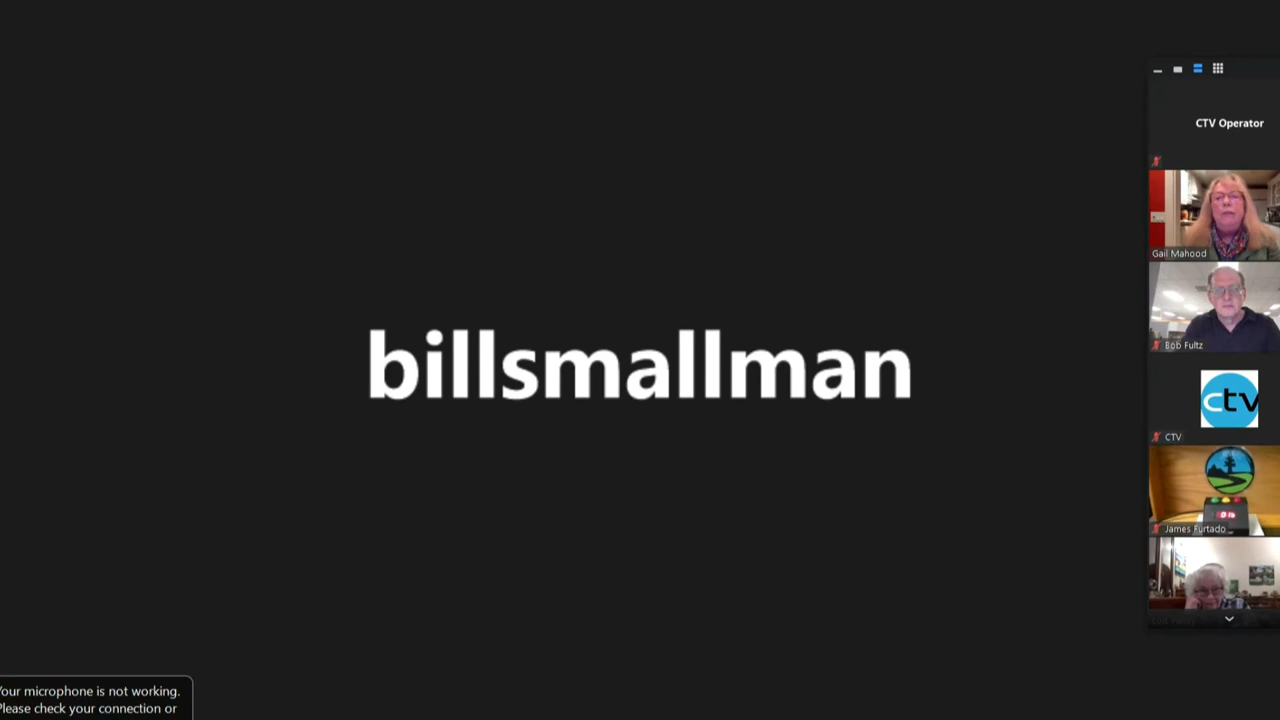 CTV Operator
Gail Mahood
Bob Fultz
billsmallman
ctv
CTV
James Furtado
Your microphone is not working.
Please check your connection or